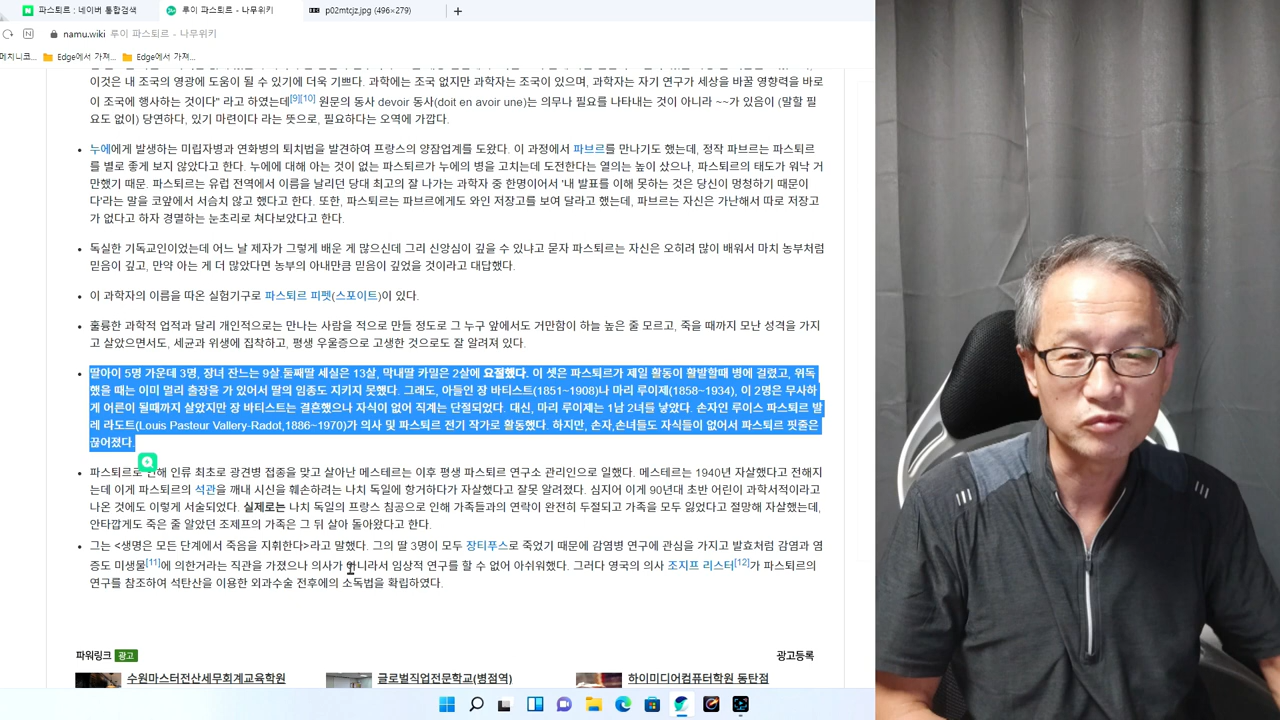 파스퇴르 : 네이버 통합검색
루이 파스퇴르 - 나무위키
p02mtcjz.jpg (496×279)
namu.wiki 루이 파스퇴르 - 나무위키
Edge에서 가져...
Edge에서 가져...
이것은 내 조국의 영광에 도움이 될 수 있기에 더욱 기쁘다. 과학에는 조국 없지만 과학자는 조국이 있으며, 과학자는 자기 연구가 세상을 바꿀 영향력을 바로
이 조국에 행사하는 것이다" 라고 하였는데[9][10] 원문의 동사 devoir 동사(doit en avoir une)는 의무나 필요를 나타내는 것이 아니라 ~~가 있음이 (말할 필
요도 없이) 당연하다, 있기 마련이다 라는 뜻으로, 필요하다는 오역에 가깝다.
누에에게 발생하는 미립자병과 연화병의 퇴치법을 발견하여 프랑스의 양잠업계를 도왔다. 이 과정에서 파브르를 만나기도 했는데, 정작 파브르는 파스퇴르
를 별로 좋게 보지 않았다고 한다. 누에에 대해 아는 것이 없는 파스퇴르가 누에의 병을 고치는데 도전한다는 열의는 높이 샀으나, 파스퇴르의 태도가 워낙 거
만했기 때문. 파스퇴르는 유럽 전역에서 이름을 날리던 당대 최고의 잘 나가는 과학자 중 한명이어서 '내 발표를 이해 못하는 것은 당신이 멍청하기 때문이
다'라는 말을 코앞에서 서슴치 않고 했다고 한다. 또한, 파스퇴르는 파브르에게도 와인 저장고를 보여 달라고 했는데, 파브르는 자신은 가난해서 따로 저장고
가 없다고 하자 경멸하는 눈초리로 쳐다보았다고 한다.
독실한 기독교인이었는데 어느 날 제자가 그렇게 배운 게 많으신데 그리 신앙심이 깊을 수 있냐고 묻자 파스퇴르는 자신은 오히려 많이 배워서 마치 농부처럼
믿음이 깊고, 만약 아는 게 더 많았다면 농부의 아내만큼 믿음이 깊었을 것이라고 대답했다.
이 과학자의 이름을 따온 실험기구로 파스퇴르 피펫(스포이트)이 있다.
훌륭한 과학적 업적과 달리 개인적으로는 만나는 사람을 적으로 만들 정도로 그 누구 앞에서도 거만함이 하늘 높은 줄 모르고, 죽을 때까지 모난 성격을 가지
고 살았으면서도, 세균과 위생에 집착하고, 평생 우울증으로 고생한 것으로도 잘 알려져 있다.
딸아이 5명 가운데 3명, 장녀 잔느는 9살 둘째딸 세실은 13살, 막내딸 카밀은 2살에 요절했다. 이 셋은 파스퇴르가 제일 활동이 활발할때 병에 걸렸고, 위독
했을 때는 이미 멀리 출장을 가 있어서 딸의 임종도 지키지 못했다. 그래도, 아들인 장 바티스트(1851~1908)나 마리 루이제(1858~1934), 이 2명은 무사하
게 어른이 될때까지 살았지만 장 바티스트는 결혼했으나 자식이 없어 직계는 단절되었다. 대신, 마리 루이제는 1남 2녀를 낳았다. 손자인 루이스 파스퇴르 발
레 라도트(Louis Pasteur Vallery-Radot,1886~1970)가 의사 및 파스퇴르 전기 작가로 활동했다. 하지만, 손자,손녀들도 자식들이 없어서 파스퇴르 핏줄은
끊어졌다.
파스퇴르로 인해 인류 최초로 광견병 접종을 맞고 살아난 메스테르는 이후 평생 파스퇴르 연구소 관리인으로 일했다. 메스테르는 1940년 자살했다고 전해지
는데 이게 파스퇴르의 석관을 깨내 시신을 훼손하려는 나치 독일에 항거하다가 자살했다고 잘못 알려졌다. 심지어 이게 90년대 초반 어린이 과학서적이라고
나온 것에도 이렇게 서술되었다. 실제로는 나치 독일의 프랑스 침공으로 인해 가족들과의 연락이 완전히 두절되고 가족을 모두 잃었다고 절망해 자살했는데,
안타깝게도 죽은 줄 알았던 조제프의 가족은 그 뒤 살아 돌아왔다고 한다.
그는 <생명은 모든 단계에서 죽음을 지휘한다>라고 말했다. 그의 딸 3명이 모두 장티푸스로 죽었기 때문에 감염병 연구에 관심을 가지고 발효처럼 감염과 염
증도 미생물[11]에 의한거라는 직관을 가졌으나 의사가 아니라서 임상적 연구를 할 수 없어 아쉬워했다. 그러다 영국의 의사 조지프 리스터[12]가 파스퇴르의
연구를 참조하여 석탄산을 이용한 외과수술 전후에의 소독법을 확립하였다.
파워링크 광고 광고등록
수원마스터전산세무회계교육학원 글로벌직업전문학교(병점역) 하이미디어컴퓨터학원 동탄점